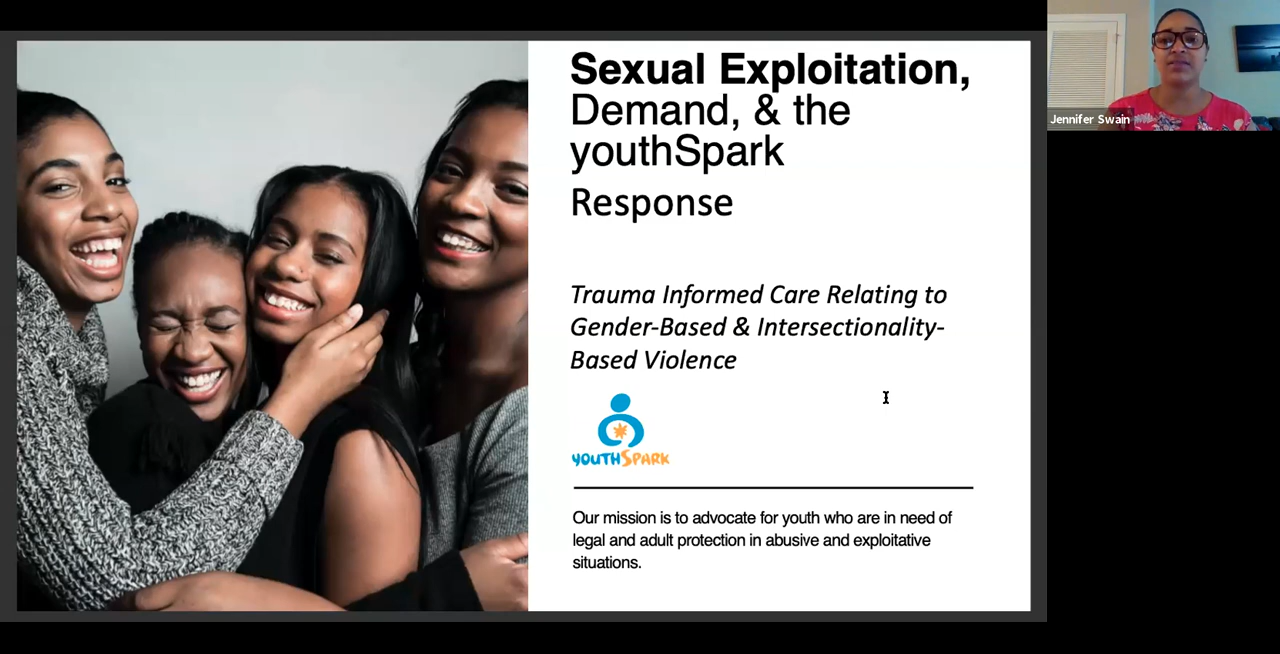 Sexual Exploitation,
Demand, & the
youthSpark
Response
Trauma Informed Care Relating to
Gender-Based & Intersectionality-
Based Violence
YOUTHSPARK
Our mission is to advocate for youth who are in need of
legal and adult protection in abusive and exploitative
situations.
Jennifer Swain